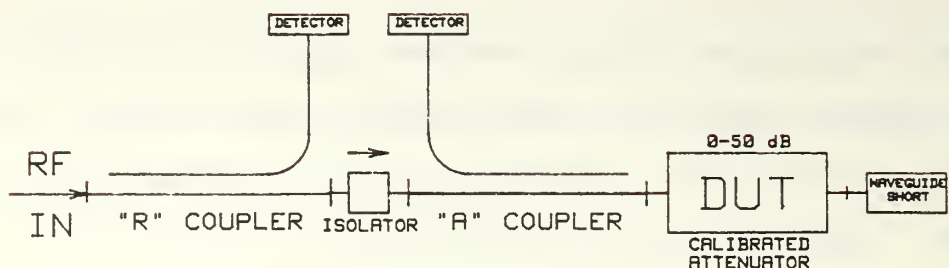 DETECTOR
DETECTOR
RF
IN
"R" COUPLER
ISOLATOR
"A" COUPLER
0-50 dB
DUT
CALIBRATED
ATTENUATOR
WAVEGUIDE
SHORT